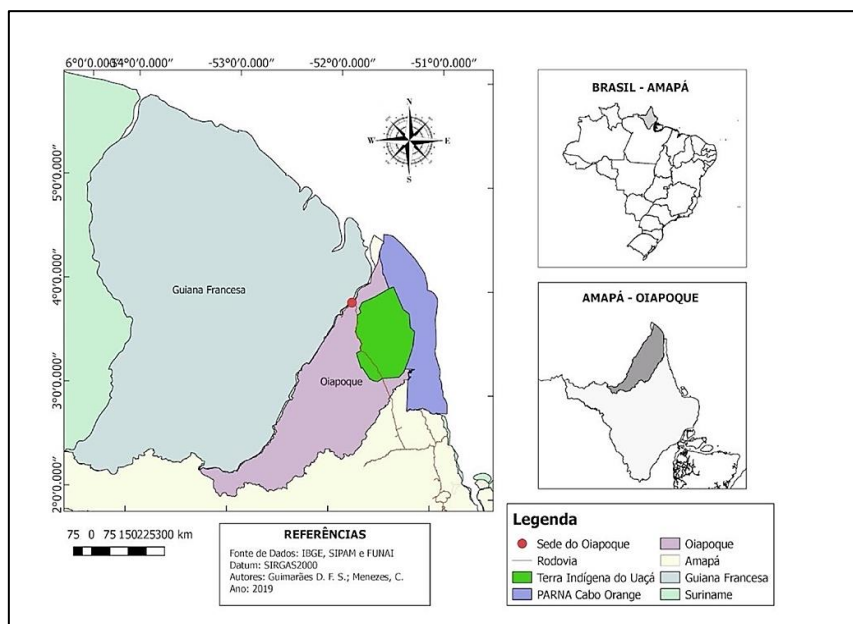 6°0'0.000"54°0'0.000" -53°0'0.000" -52°0'0.000" -51°0'0.000"
5°0'0.000"
4°0'0.000"
3°0'0.000"
2°0'0.000"
N
W E
S
Guiana Francesa
Oiapoque
BRASIL - AMAPÁ
AMAPÁ - OIAPOQUE
75 0 75 150225300 km
REFERÊNCIAS
Fonte de Dados: IBGE, SIPAM e FUNAI
Datum: SIRGAS2000
Autores: Guimarães D. F. S.; Menezes, C.
Ano: 2019
Legenda
Sede do Oiapoque
Rodovia
Terra Indígena do Uaçá
PARNA Cabo Orange
Oiapoque
Amapá
Guiana Francesa
Suriname